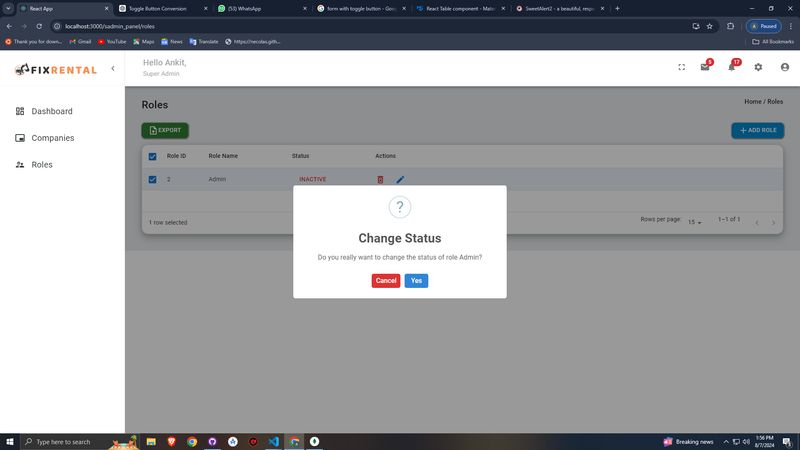 React App
Toggle Button Conversion
(53) WhatsApp
form with toggle button - Goo
React Table component - Mate
SweetAlert2 - a beautiful, respo
localhost:3000/sadmin_panel/roles
A Paused
Thank you for down...
Gmail
YouTube
Maps
News
Translate
https://necolas.gith...
All Bookmarks
FIXRENTAL
Hello Ankit,
Super Admin
5
17
Dashboard
Companies
Roles
Roles
Home / Roles
EXPORT
ADD ROLE
Role ID Role Name Status Actions
2 Admin INACTIVE
1 row selected
Rows per page: 15 1–1 of 1
?
Change Status
Do you really want to change the status of role Admin?
Cancel Yes
Type here to search
Breaking news
1:56 PM
8/7/2024